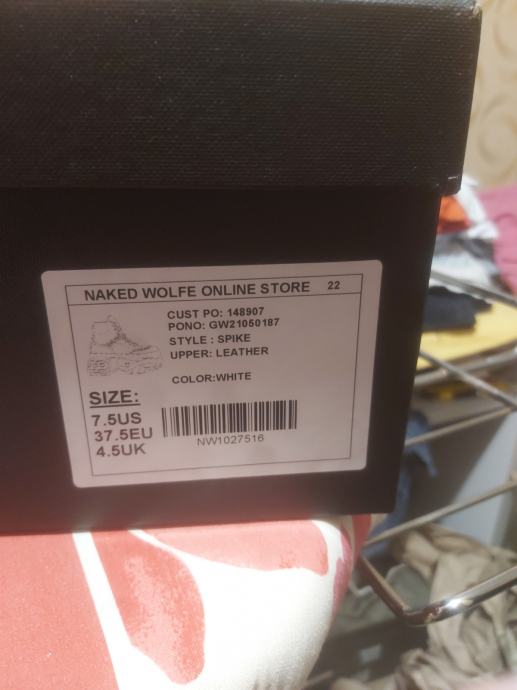 NAKED WOLFE ONLINE STORE 22
CUST PO: 148907
PONO: GW21050187
STYLE : SPIKE
UPPER: LEATHER
COLOR:WHITE
SIZE:
7.5US
37.5EU
4.5UK
NW1027516